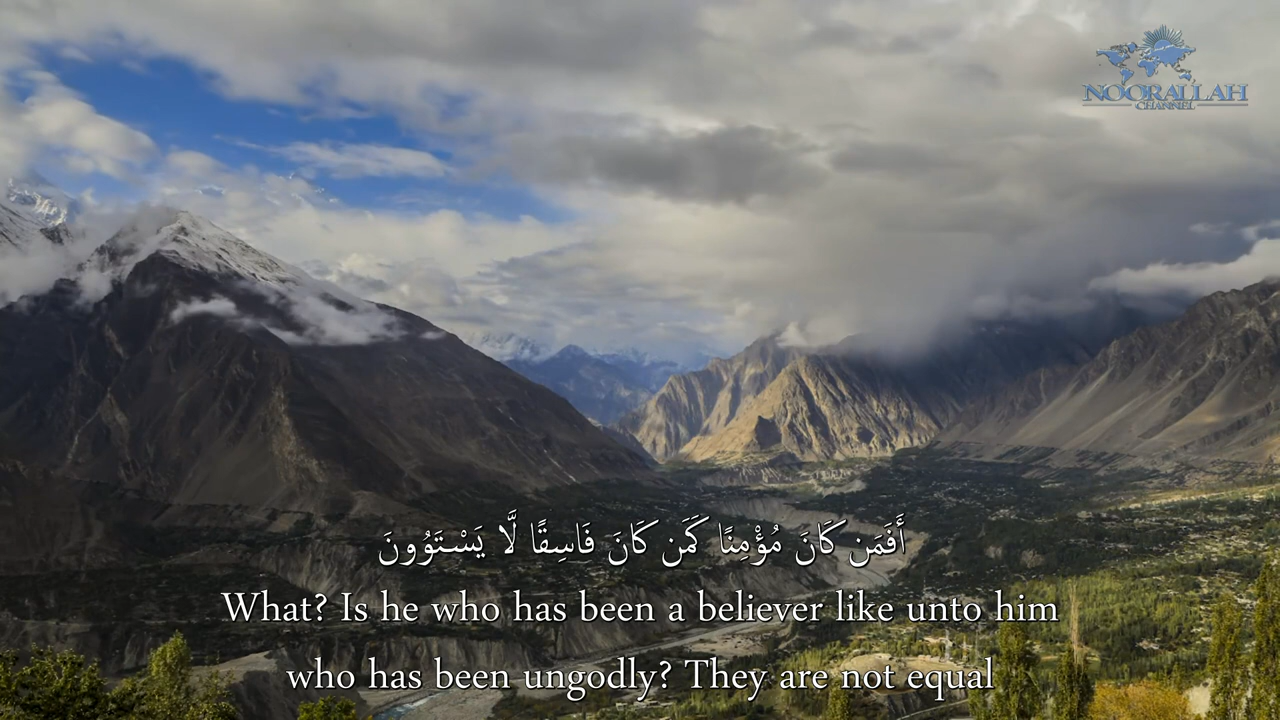 NOORALLAH
CHANNEL
أَفَمَن كَانَ مُؤْمِنًا كَمَن كَانَ فَاسِقًا لَّا يَسْتَوُونَ
What? Is he who has been a believer like unto him
who has been ungodly? They are not equal